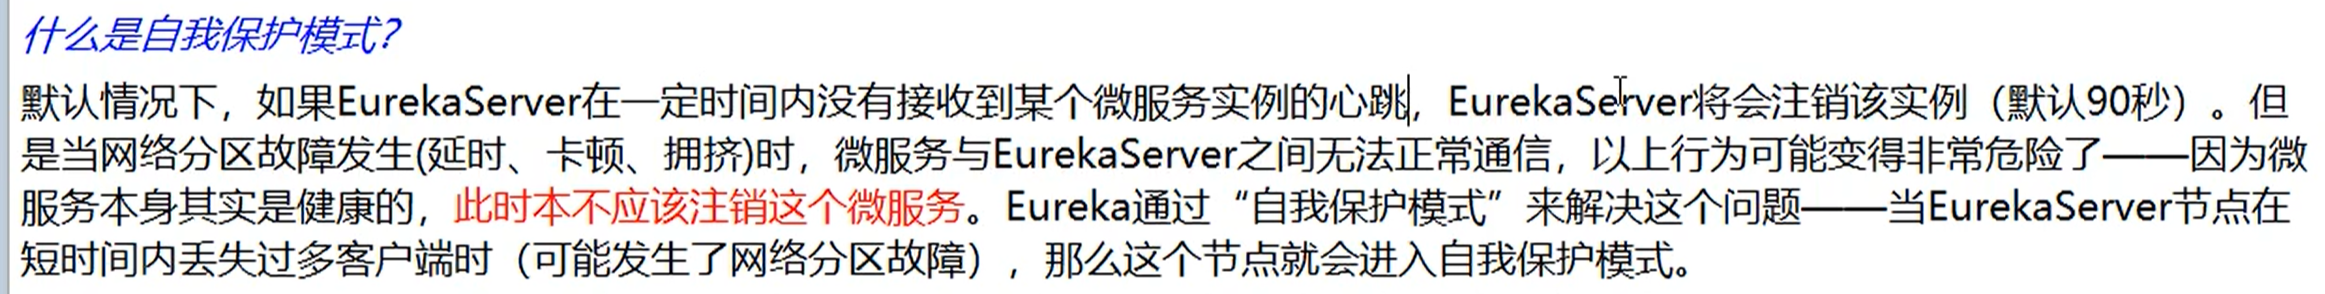 什么是自我保护模式?
默认情况下，如果EurekaServer在一定时间内没有接收到某个微服务实例的心跳，EurekaServer将会注销该实例（默认90秒）。但
是当网络分区故障发生(延时、卡顿、拥挤)时，微服务与EurekaServer之间无法正常通信，以上行为可能变得非常危险了——因为微
服务本身其实是健康的，此时本不应该注销这个微服务。Eureka通过“自我保护模式”来解决这个问题——当EurekaServer节点在
短时间内丢失过多客户端时（可能发生了网络分区故障），那么这个节点就会进入自我保护模式。